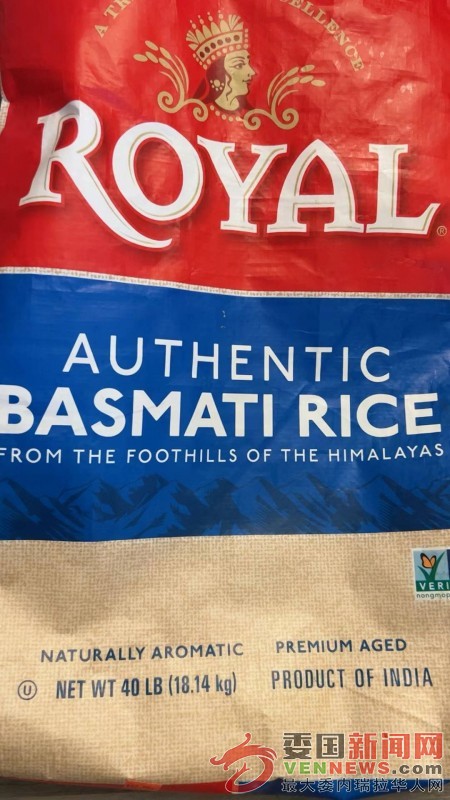 A TR ELLENCE
ROYAL®
AUTHENTIC
BASMATI RICE
FROM THE FOOTHILLS OF THE HIMALAYAS
VERI
nongmop
NATURALLY AROMATIC PREMIUM AGED
Ⓤ NET WT 40 LB (18.14 kg) PRODUCT OF INDIA
委国新闻网
VENNEWS.COM
最大委内瑞拉华人网